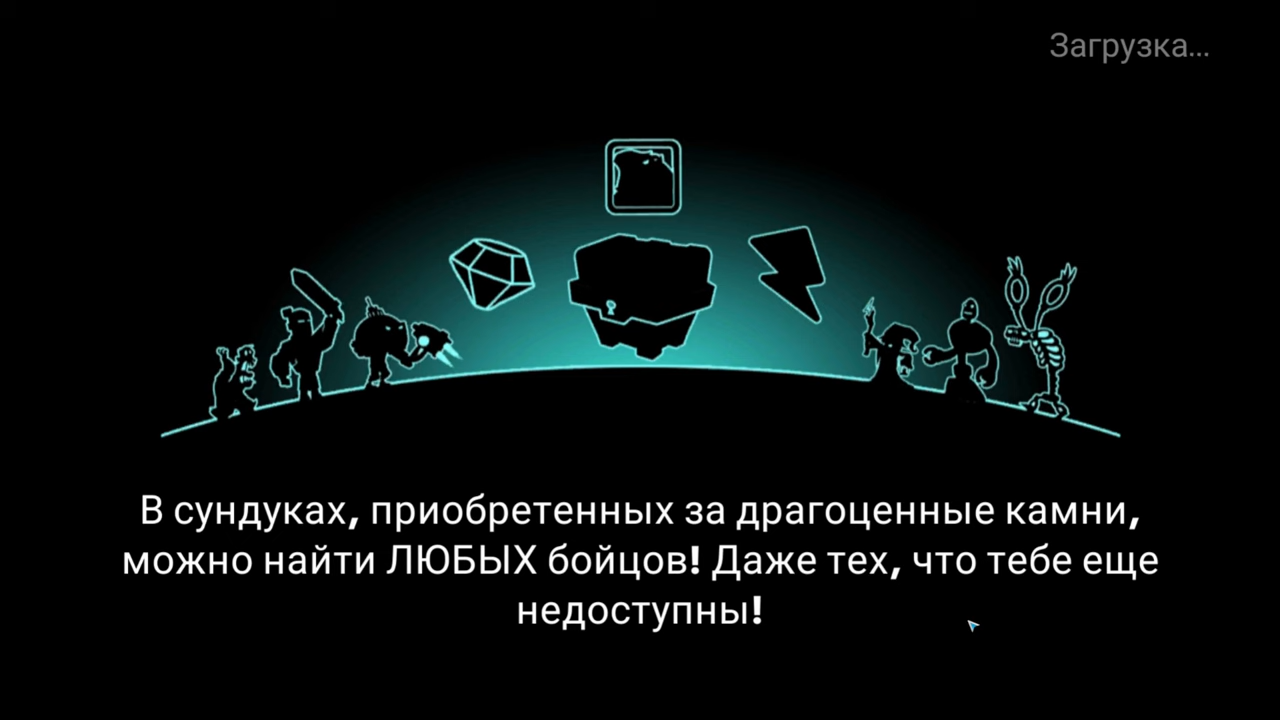 Загрузка...
В сундуках, приобретенных за драгоценные камни,
можно найти ЛЮБЫХ бойцов! Даже тех, что тебе еще
недоступны!